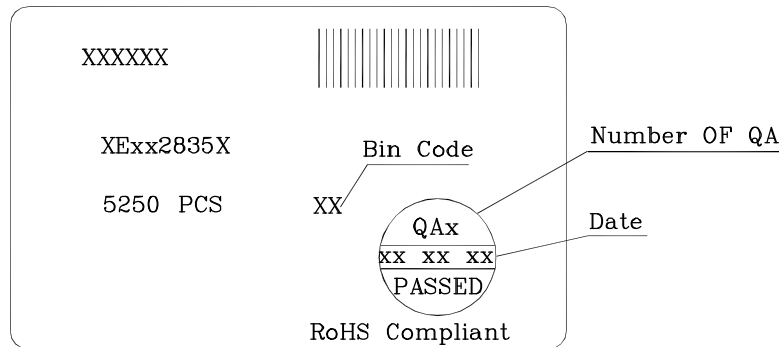 XXXXXX
XExx2835X
Bin Code
Number OF QA
5250 PCS
XX
QAx
Date
xx xx xx
PASSED
RoHS Compliant